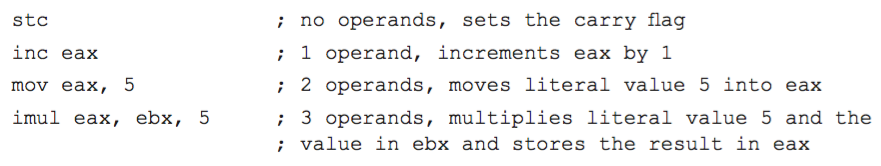 stc ; no operands, sets the carry flag
inc eax ; 1 operand, increments eax by 1
mov eax, 5 ; 2 operands, moves literal value 5 into eax
imul eax, ebx, 5 ; 3 operands, multiplies literal value 5 and the
; value in ebx and stores the result in eax